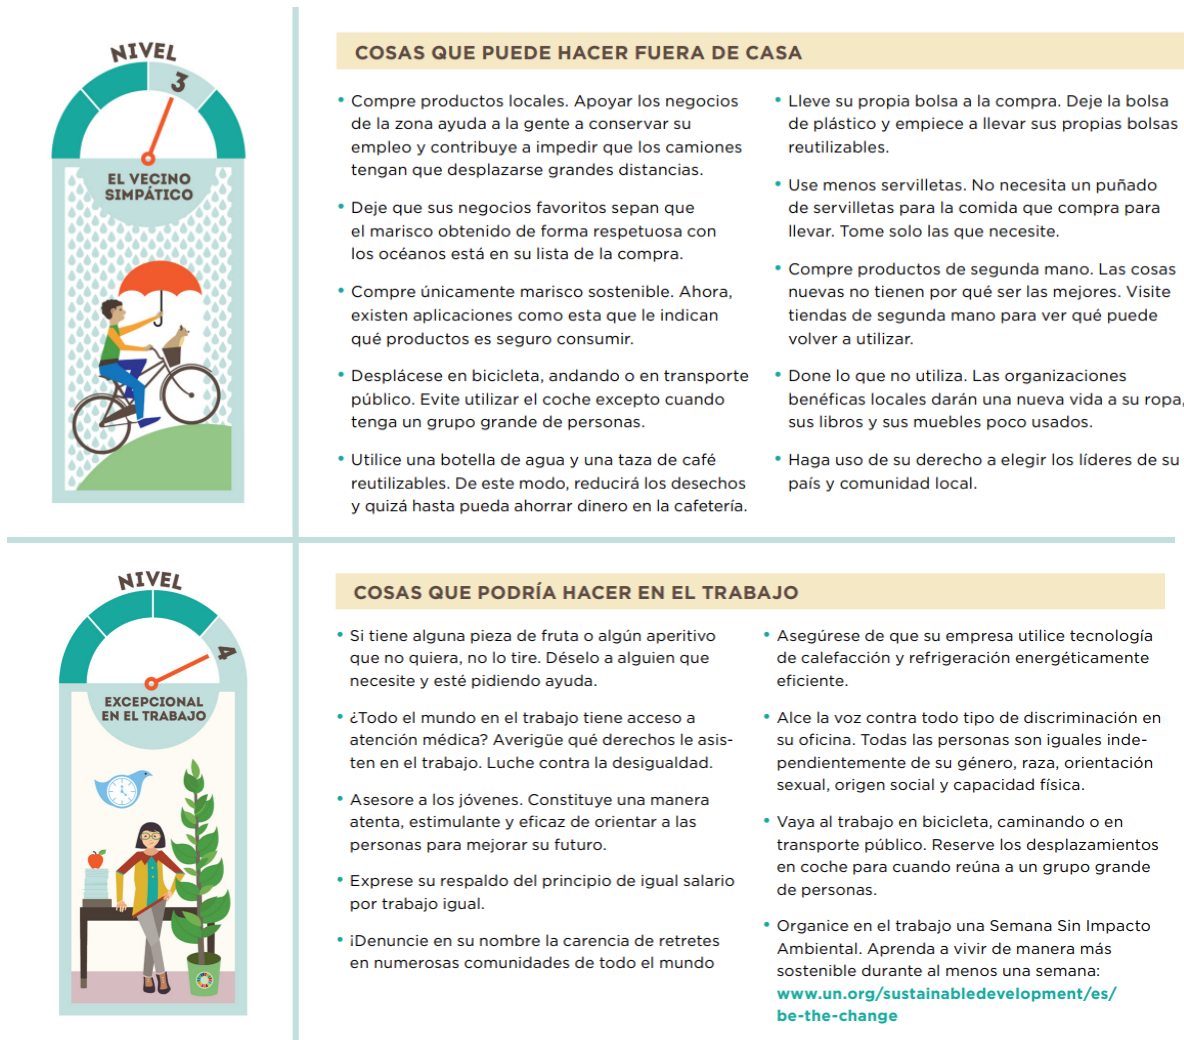 NIVEL
3
EL VECINO
SIMPÁTICO
COSAS QUE PUEDE HACER FUERA DE CASA
• Compre productos locales. Apoyar los negocios
de la zona ayuda a la gente a conservar su
empleo y contribuye a impedir que los camiones
tengan que desplazarse grandes distancias.
• Deje que sus negocios favoritos sepan que
el marisco obtenido de forma respetuosa con
los océanos está en su lista de la compra.
• Compre únicamente marisco sostenible. Ahora,
existen aplicaciones como esta que le indican
qué productos es seguro consumir.
• Desplácese en bicicleta, andando o en transporte
público. Evite utilizar el coche excepto cuando
tenga un grupo grande de personas.
• Utilice una botella de agua y una taza de café
reutilizables. De este modo, reducirá los desechos
y quizá hasta pueda ahorrar dinero en la cafetería.
• Lleve su propia bolsa a la compra. Deje la bolsa
de plástico y empiece a llevar sus propias bolsas
reutilizables.
• Use menos servilletas. No necesita un puñado
de servilletas para la comida que compra para
llevar. Tome solo las que necesite.
• Compre productos de segunda mano. Las cosas
nuevas no tienen por qué ser las mejores. Visite
tiendas de segunda mano para ver qué puede
volver a utilizar.
• Done lo que no utiliza. Las organizaciones
benéficas locales darán una nueva vida a su ropa,
sus libros y sus muebles poco usados.
• Haga uso de su derecho a elegir los líderes de su
país y comunidad local.
NIVEL
4
EXCEPCIONAL
EN EL TRABAJO
COSAS QUE PODRÍA HACER EN EL TRABAJO
• Si tiene alguna pieza de fruta o algún aperitivo
que no quiera, no lo tire. Déselo a alguien que
necesite y esté pidiendo ayuda.
• ¿Todo el mundo en el trabajo tiene acceso a
atención médica? Averigüe qué derechos le asis-
ten en el trabajo. Luche contra la desigualdad.
• Asesore a los jóvenes. Constituye una manera
atenta, estimulante y eficaz de orientar a las
personas para mejorar su futuro.
• Exprese su respaldo del principio de igual salario
por trabajo igual.
• ¡Denuncie en su nombre la carencia de retretes
en numerosas comunidades de todo el mundo
• Asegúrese de que su empresa utilice tecnología
de calefacción y refrigeración energéticamente
eficiente.
• Alce la voz contra todo tipo de discriminación en
su oficina. Todas las personas son iguales inde-
pendientemente de su género, raza, orientación
sexual, origen social y capacidad física.
• Vaya al trabajo en bicicleta, caminando o en
transporte público. Reserve los desplazamientos
en coche para cuando reúna a un grupo grande
de personas.
• Organice en el trabajo una Semana Sin Impacto
Ambiental. Aprenda a vivir de manera más
sostenible durante al menos una semana:
www.un.org/sustainabledevelopment/es/
be-the-change